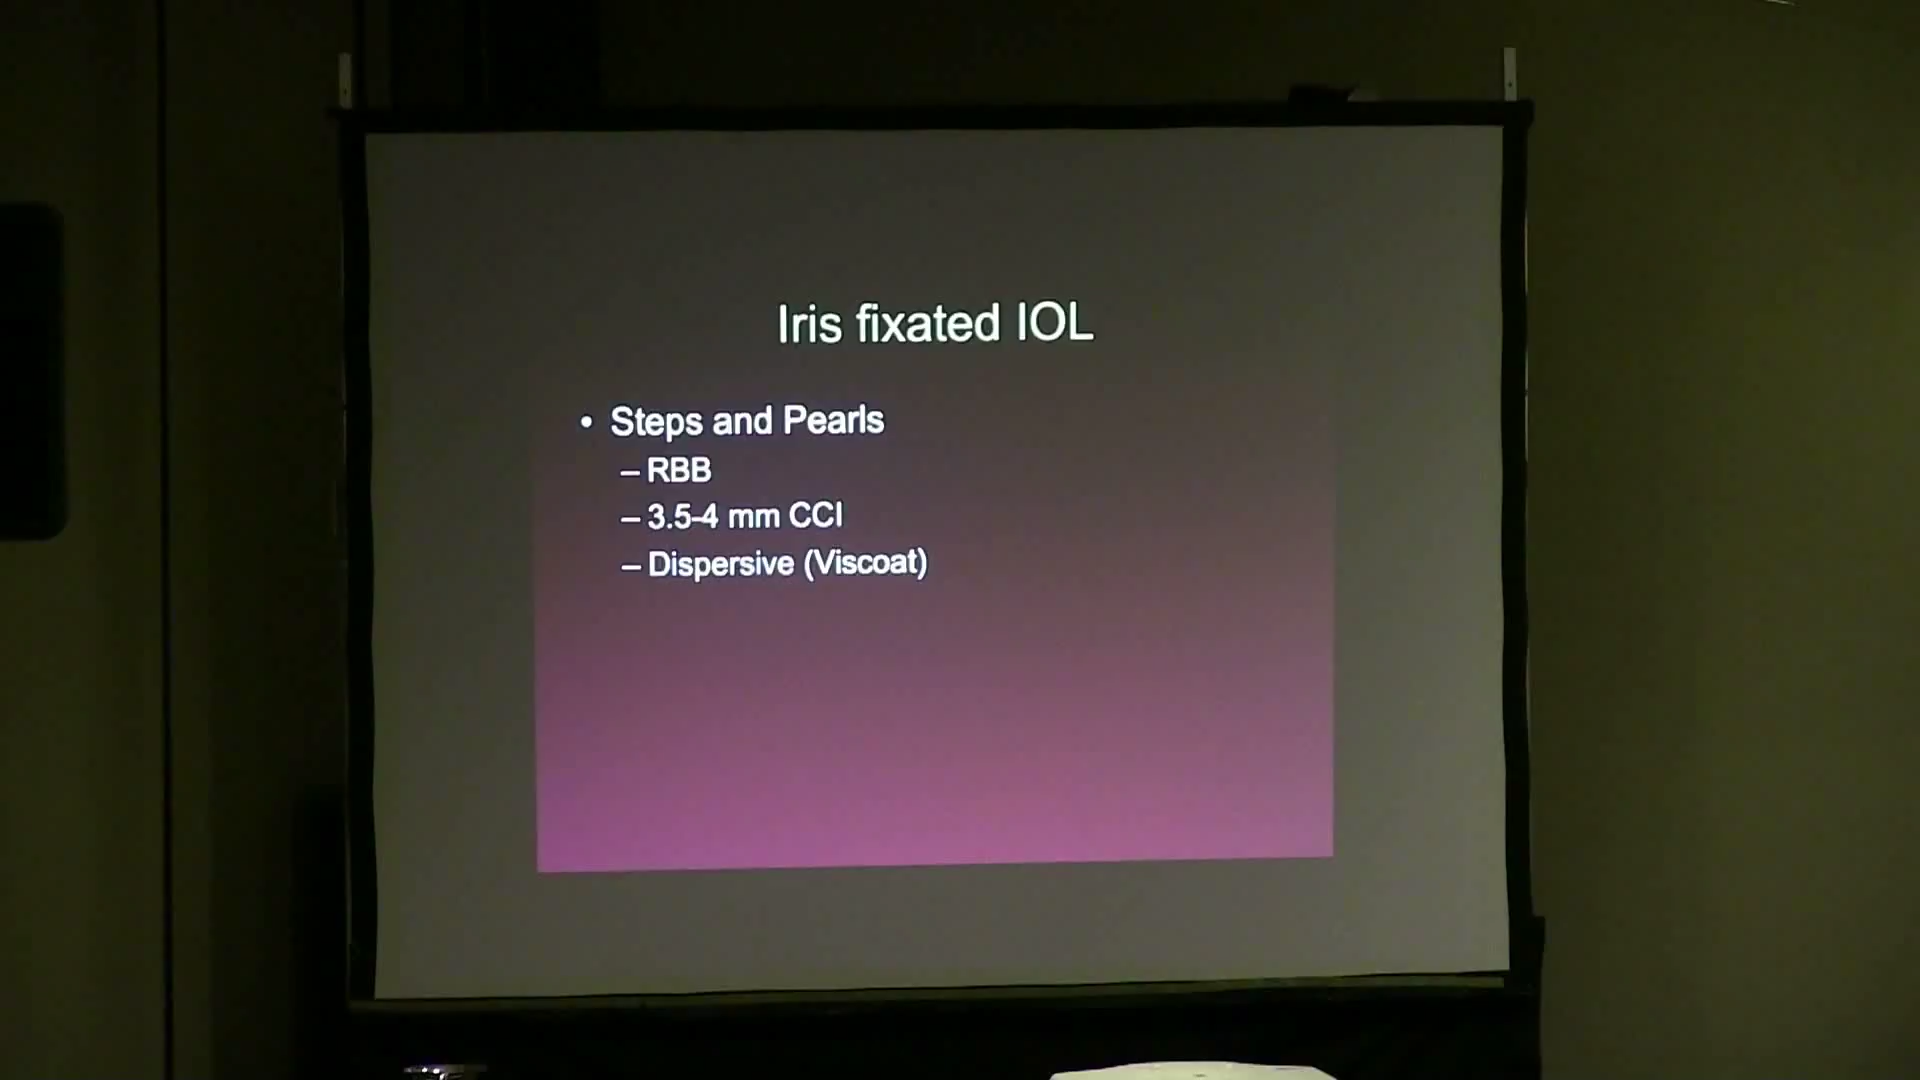 Iris fixated IOL
• Steps and Pearls
– RBB
– 3.5-4 mm CCI
– Dispersive (Viscoat)